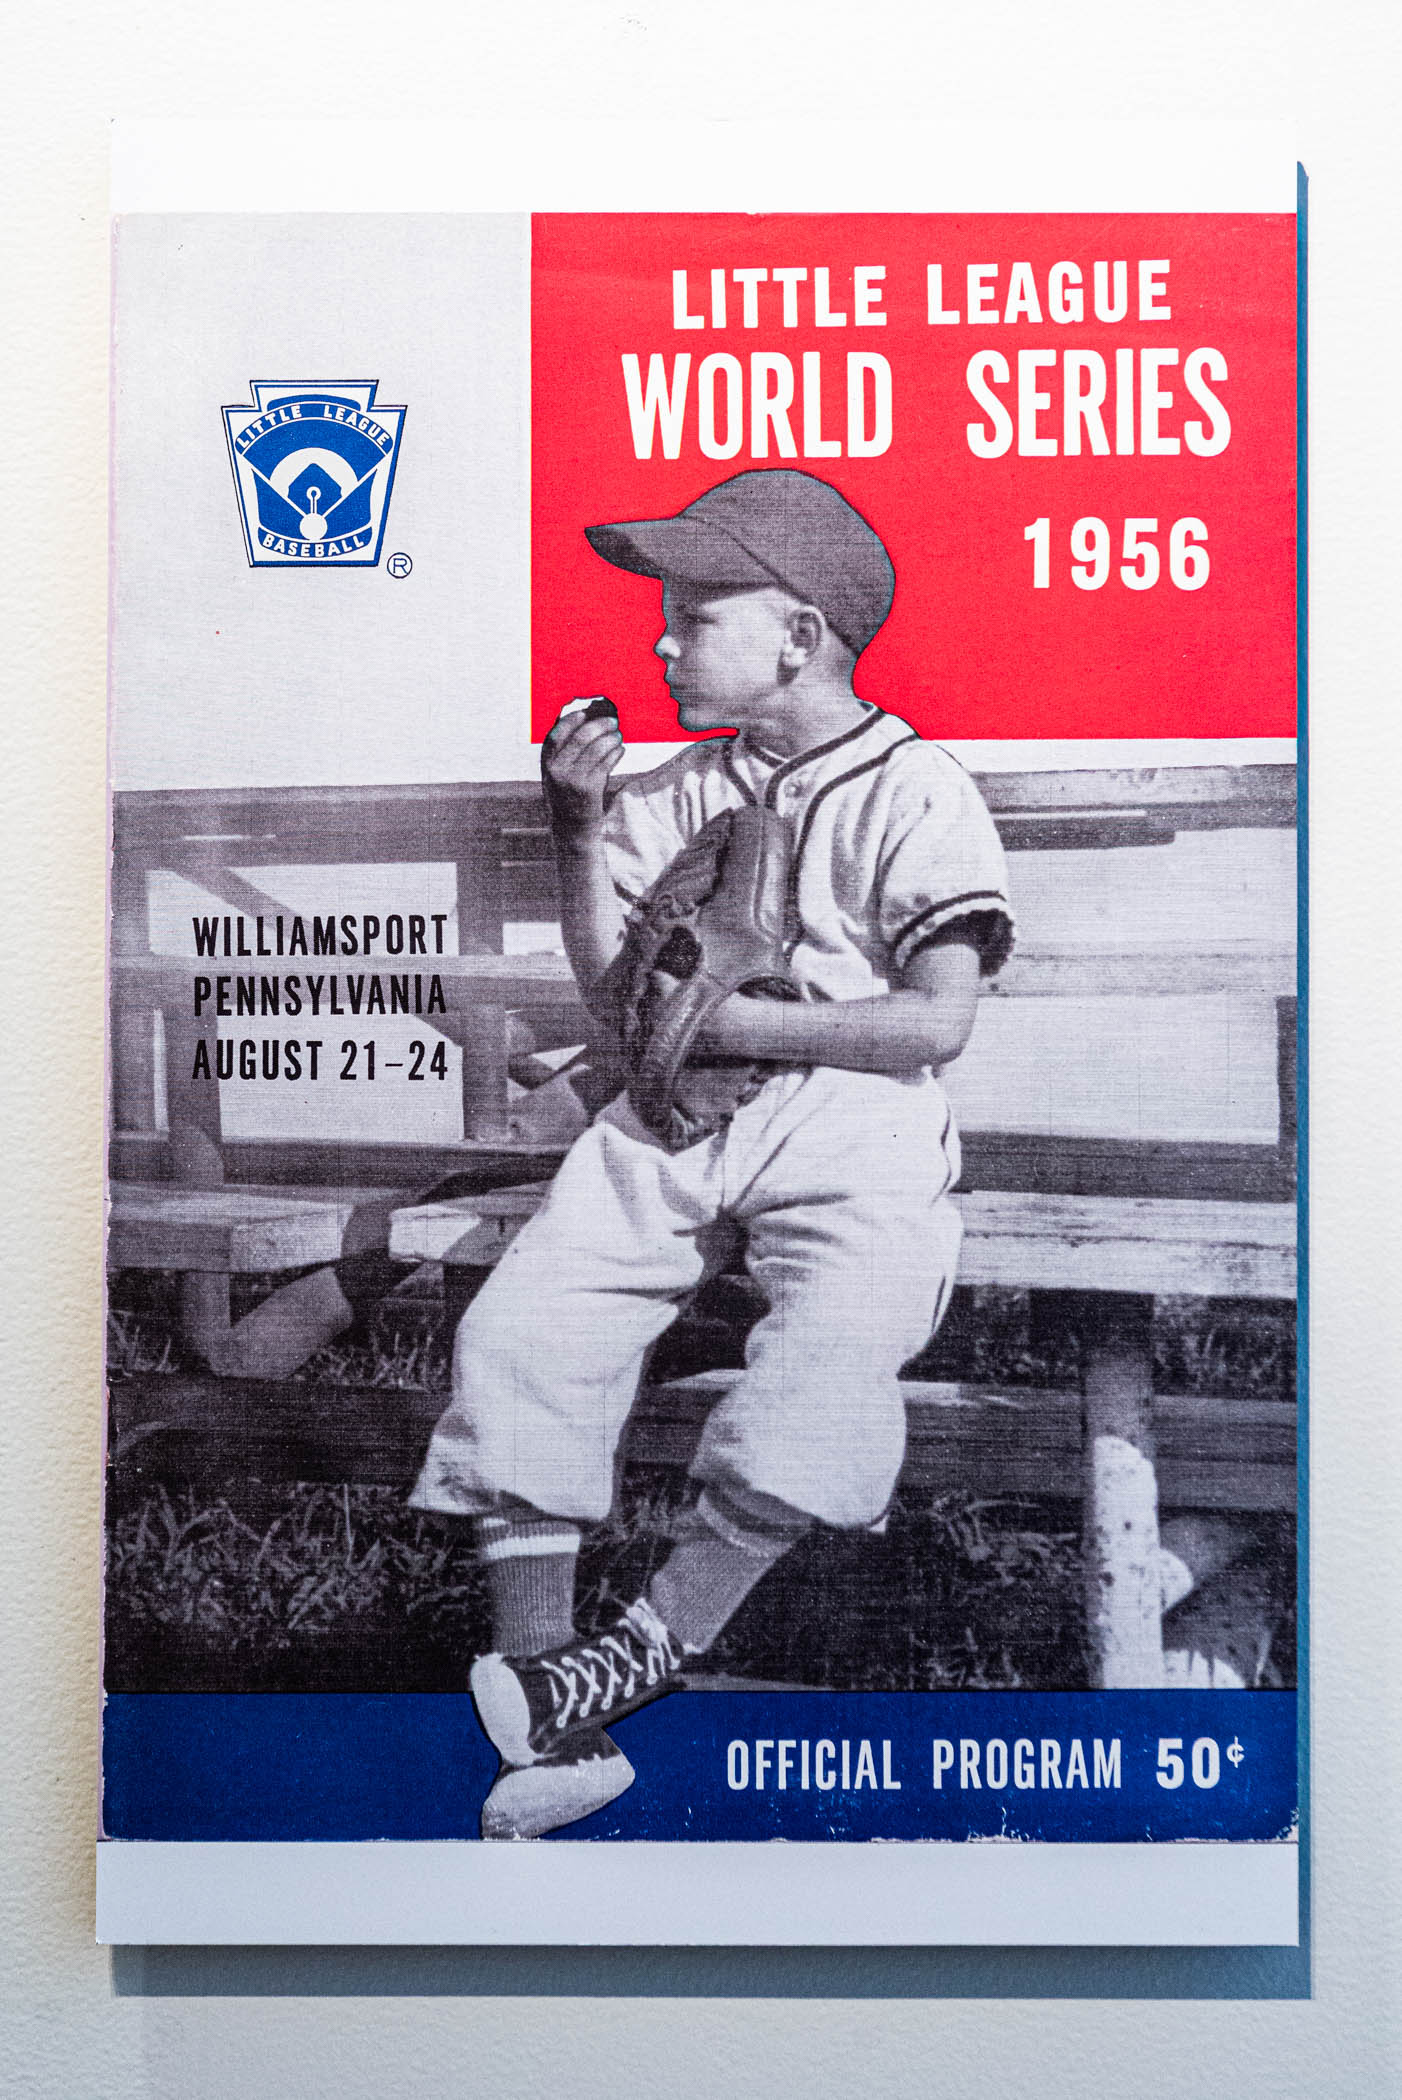 LITTLE LEAGUE
WORLD SERIES
1956
LITTLE LEAGUE
BASEBALL
®
WILLIAMSPORT
PENNSYLVANIA
AUGUST 21-24
OFFICIAL PROGRAM 50¢